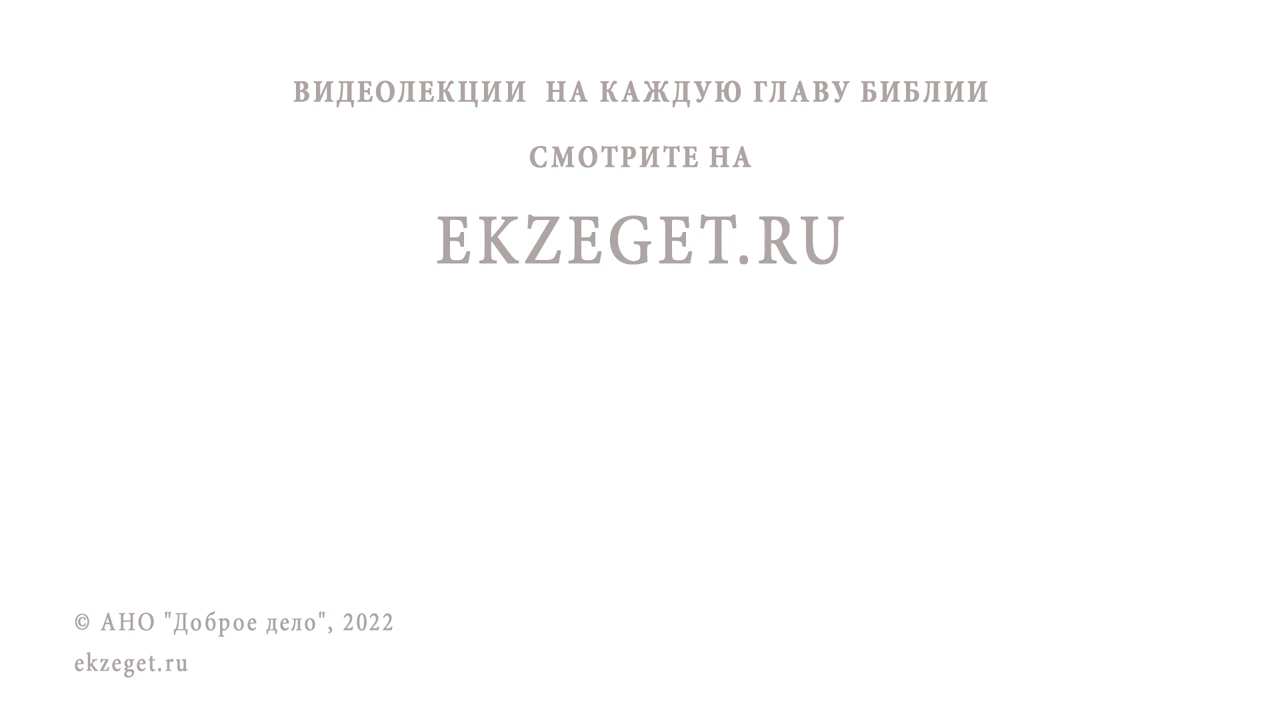 ВИДЕОЛЕКЦИИ НА КАЖДУЮ ГЛАВУ БИБЛИИ
СМОТРИТЕ НА
EKZEGET.RU
© АНО "Доброе дело", 2022
ekzeget.ru